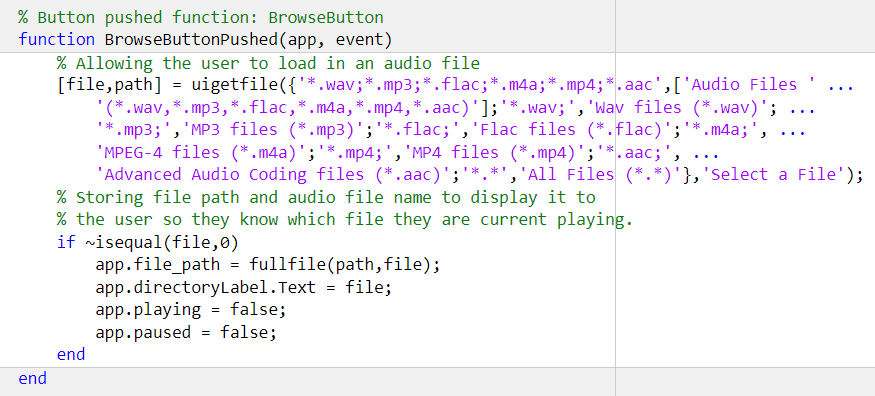 % Button pushed function: BrowseButton
function BrowseButtonPushed(app, event)
% Allowing the user to load in an audio file
[file,path] = uigetfile({'*.wav;*.mp3;*.flac;*.m4a;*.mp4;*.aac',['Audio Files ' ...
'(*.wav,*.mp3,*.flac,*.m4a,*.mp4,*.aac)'];'*.wav;','Wav files (*.wav)'; ...
'*.mp3;','MP3 files (*.mp3)';'*.flac;','Flac files (*.flac)';'*.m4a;', ...
'MPEG-4 files (*.m4a)';'*.mp4;','MP4 files (*.mp4)';'*.aac;', ...
'Advanced Audio Coding files (*.aac)';'*.*','All Files (*.*)'},'Select a File');
% Storing file path and audio file name to display it to
% the user so they know which file they are current playing.
if ~isequal(file,0)
app.file_path = fullfile(path,file);
app.directoryLabel.Text = file;
app.playing = false;
app.paused = false;
end
end